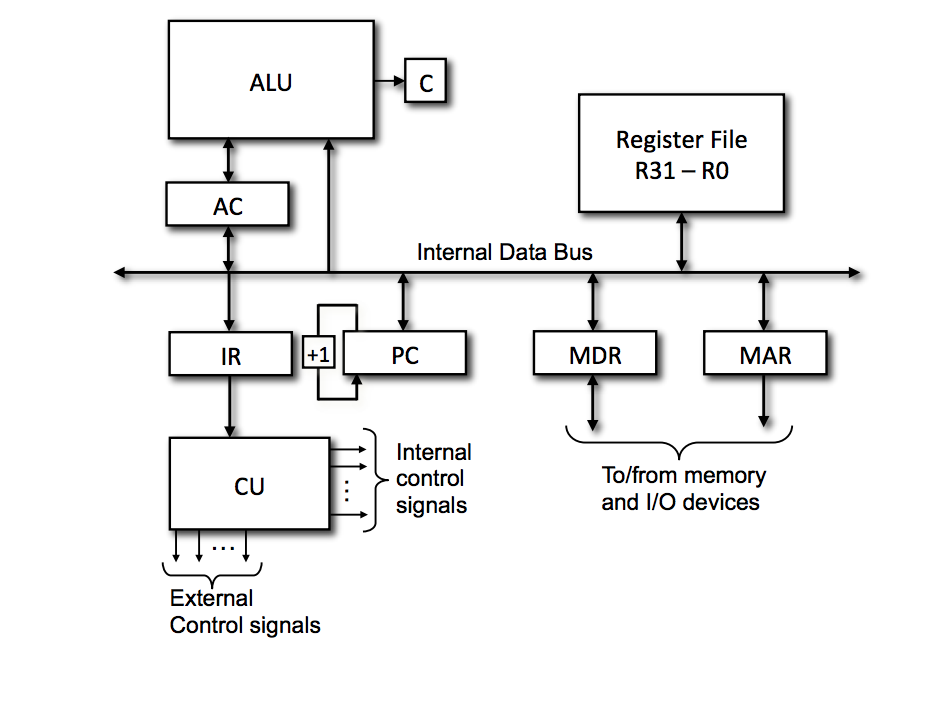 ALU
C
Register File
R31 – R0
AC
Internal Data Bus
IR
+1
PC
MDR
MAR
CU
...
Internal
control
signals
To/from memory
and I/O devices
...
External
Control signals